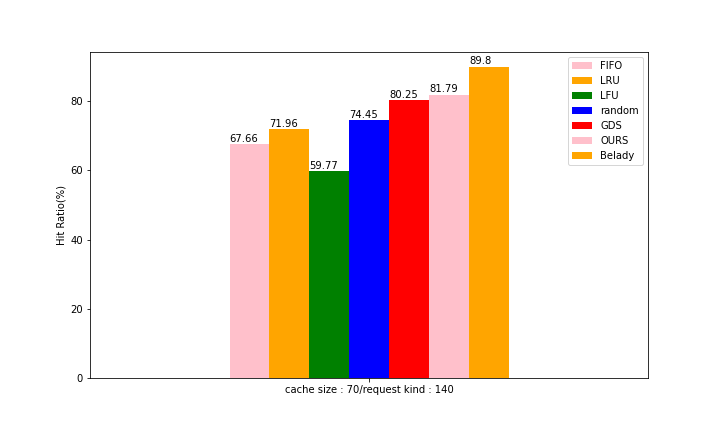 89.8
81.79
80.25
74.45
71.96
67.66
59.77
FIFO
LRU
LFU
random
GDS
OURS
Belady
Hit Ratio(%)
80
60
40
20
0
cache size : 70/request kind : 140